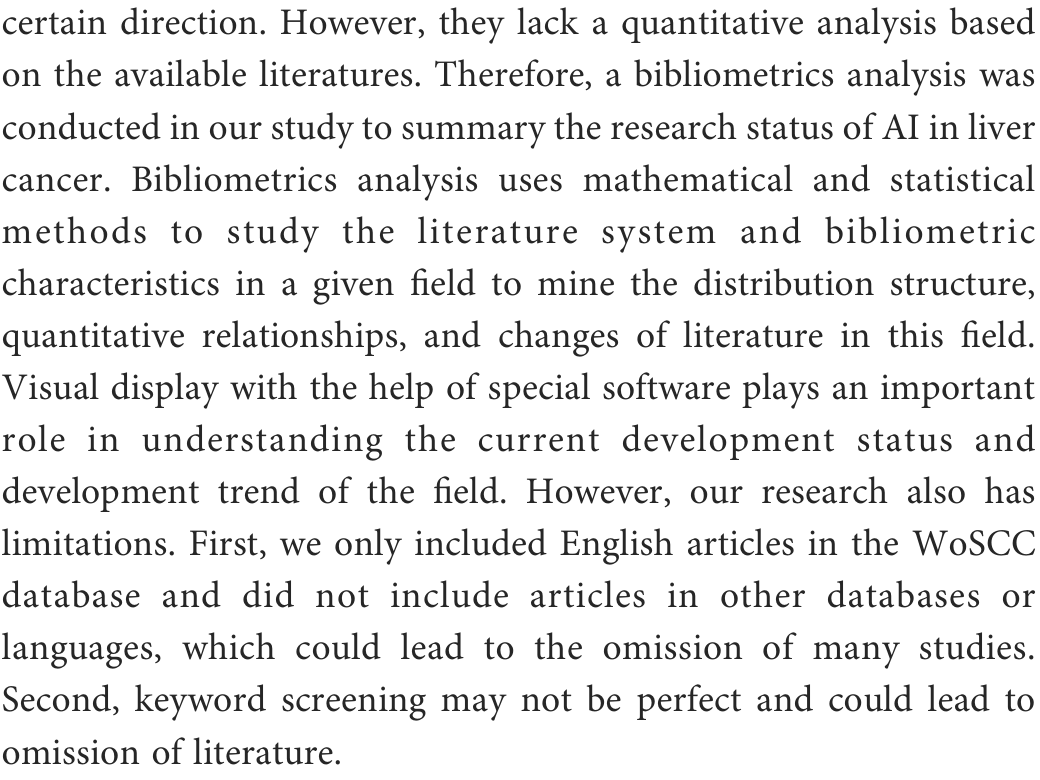 certain direction. However, they lack a quantitative analysis based
on the available literatures. Therefore, a bibliometrics analysis was
conducted in our study to summary the research status of AI in liver
cancer. Bibliometrics analysis uses mathematical and statistical
methods to study the literature system and bibliometric
characteristics in a given field to mine the distribution structure,
quantitative relationships, and changes of literature in this field.
Visual display with the help of special software plays an important
role in understanding the current development status and
development trend of the field. However, our research also has
limitations. First, we only included English articles in the WoSCC
database and did not include articles in other databases or
languages, which could lead to the omission of many studies.
Second, keyword screening may not be perfect and could lead to
omission of literature.